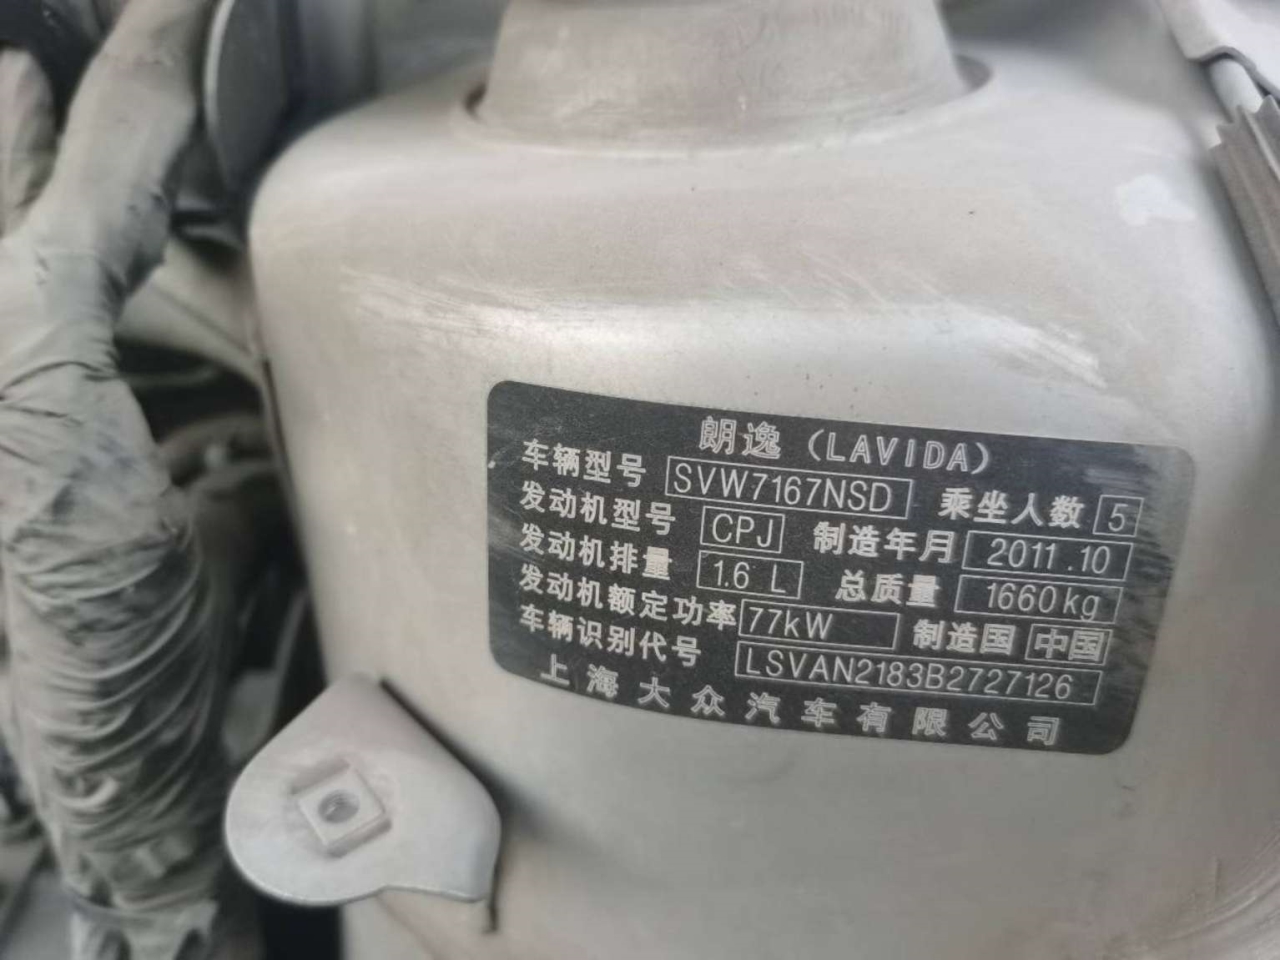 朗逸（LAVIDA）
车辆型号 SVW7167NSD 乘坐人数 5
发动机型号 CPJ 制造年月 2011.10
发动机排量 1.6 L 总质量 1660kg
发动机额定功率 77kW 制造国 中国
车辆识别代号 LSVAN2183B2727126
上海大众汽车有限公司